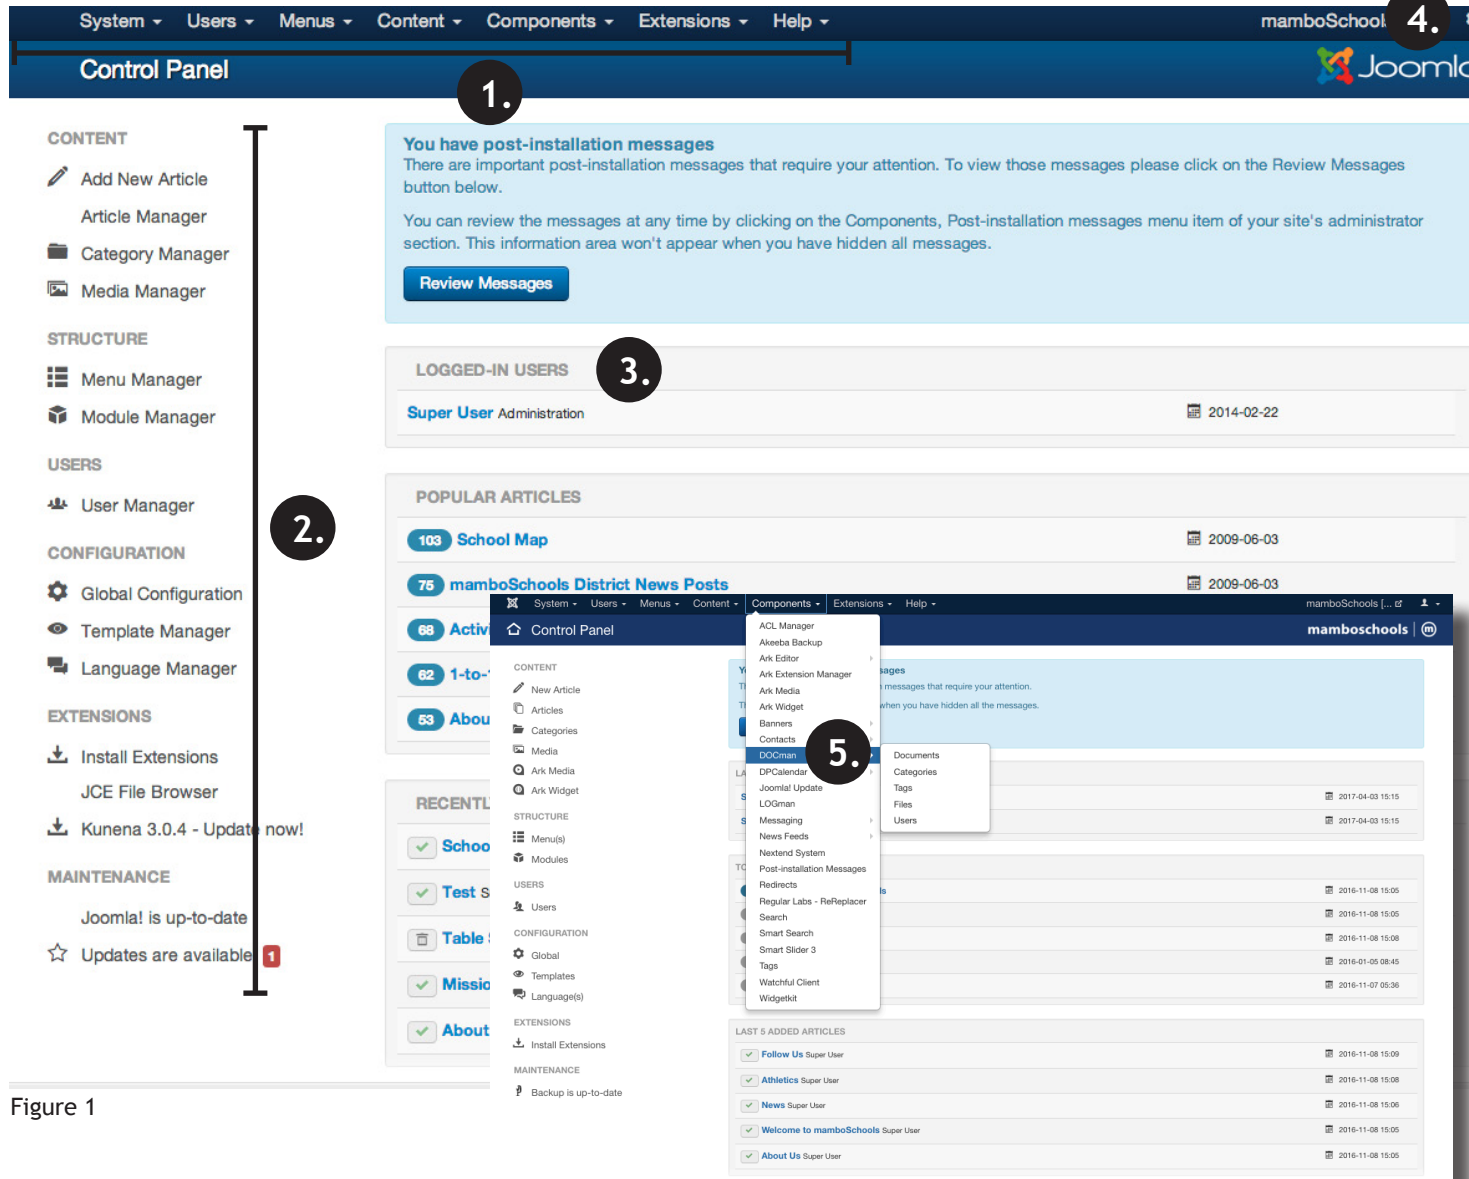 System Users Menus Content Components Extensions Help mamboSchool 4.
Control Panel Joomla
1.
CONTENT
Add New Article
Article Manager
Category Manager
Media Manager
STRUCTURE
Menu Manager
Module Manager
USERS
User Manager
2.
CONFIGURATION
Global Configuration
Template Manager
Language Manager
EXTENSIONS
Install Extensions
JCE File Browser
Kunena 3.0.4 - Update now!
MAINTENANCE
Joomla! is up-to-date
Updates are available 1
You have post-installation messages
There are important post-installation messages that require your attention. To view those messages please click on the Review Messages
button below.
You can review the messages at any time by clicking on the Components, Post-installation messages menu item of your site's administrator
section. This information area won't appear when you have hidden all messages.
Review Messages
LOGGED-IN USERS 3.
Super User Administration 2014-02-22
POPULAR ARTICLES
103 School Map 2009-06-03
75 mamboSchools District News Posts 2009-06-03
68 Activi
62 1-to-
53 Abou
RECENTL
Schoo
Test S
Table
Missio
About
System Users Menus Content Components Extensions Help mamboSchools [...
Control Panel mamboschools m
CONTENT
New Article
Articles
Categories
Media
Ark Media
Ark Widget
STRUCTURE
Menu(s)
Modules
USERS
Users
CONFIGURATION
Global
Templates
Language(s)
EXTENSIONS
Install Extensions
MAINTENANCE
Backup is up-to-date
ACL Manager
Akeeba Backup
Ark Editor
Ark Extension Manager
Ark Media
Ark Widget
Banners
Contacts
DOCman 5.
DPCalendar
Joomla! Update
LOGman
Messaging
News Feeds
Nextend System
Post-installation Messages
Redirects
Regular Labs - ReReplacer
Search
Smart Search
Smart Slider 3
Tags
Watchful Client
Widgetkit
Documents
Categories
Tags
Files
Users
Y sages
Th messages that require your attention.
Th when you have hidden all the messages.
LA
S 2017-04-03 15:15
S 2017-04-03 15:15
TO
ls 2016-11-08 15:05
2016-11-08 15:05
2016-11-08 15:08
2016-01-05 08:45
2016-11-07 05:36
LAST 5 ADDED ARTICLES
Follow Us Super User 2016-11-08 15:09
Athletics Super User 2016-11-08 15:08
News Super User 2016-11-08 15:06
Welcome to mamboSchools Super User 2016-11-08 15:05
About Us Super User 2016-11-08 15:05
Figure 1